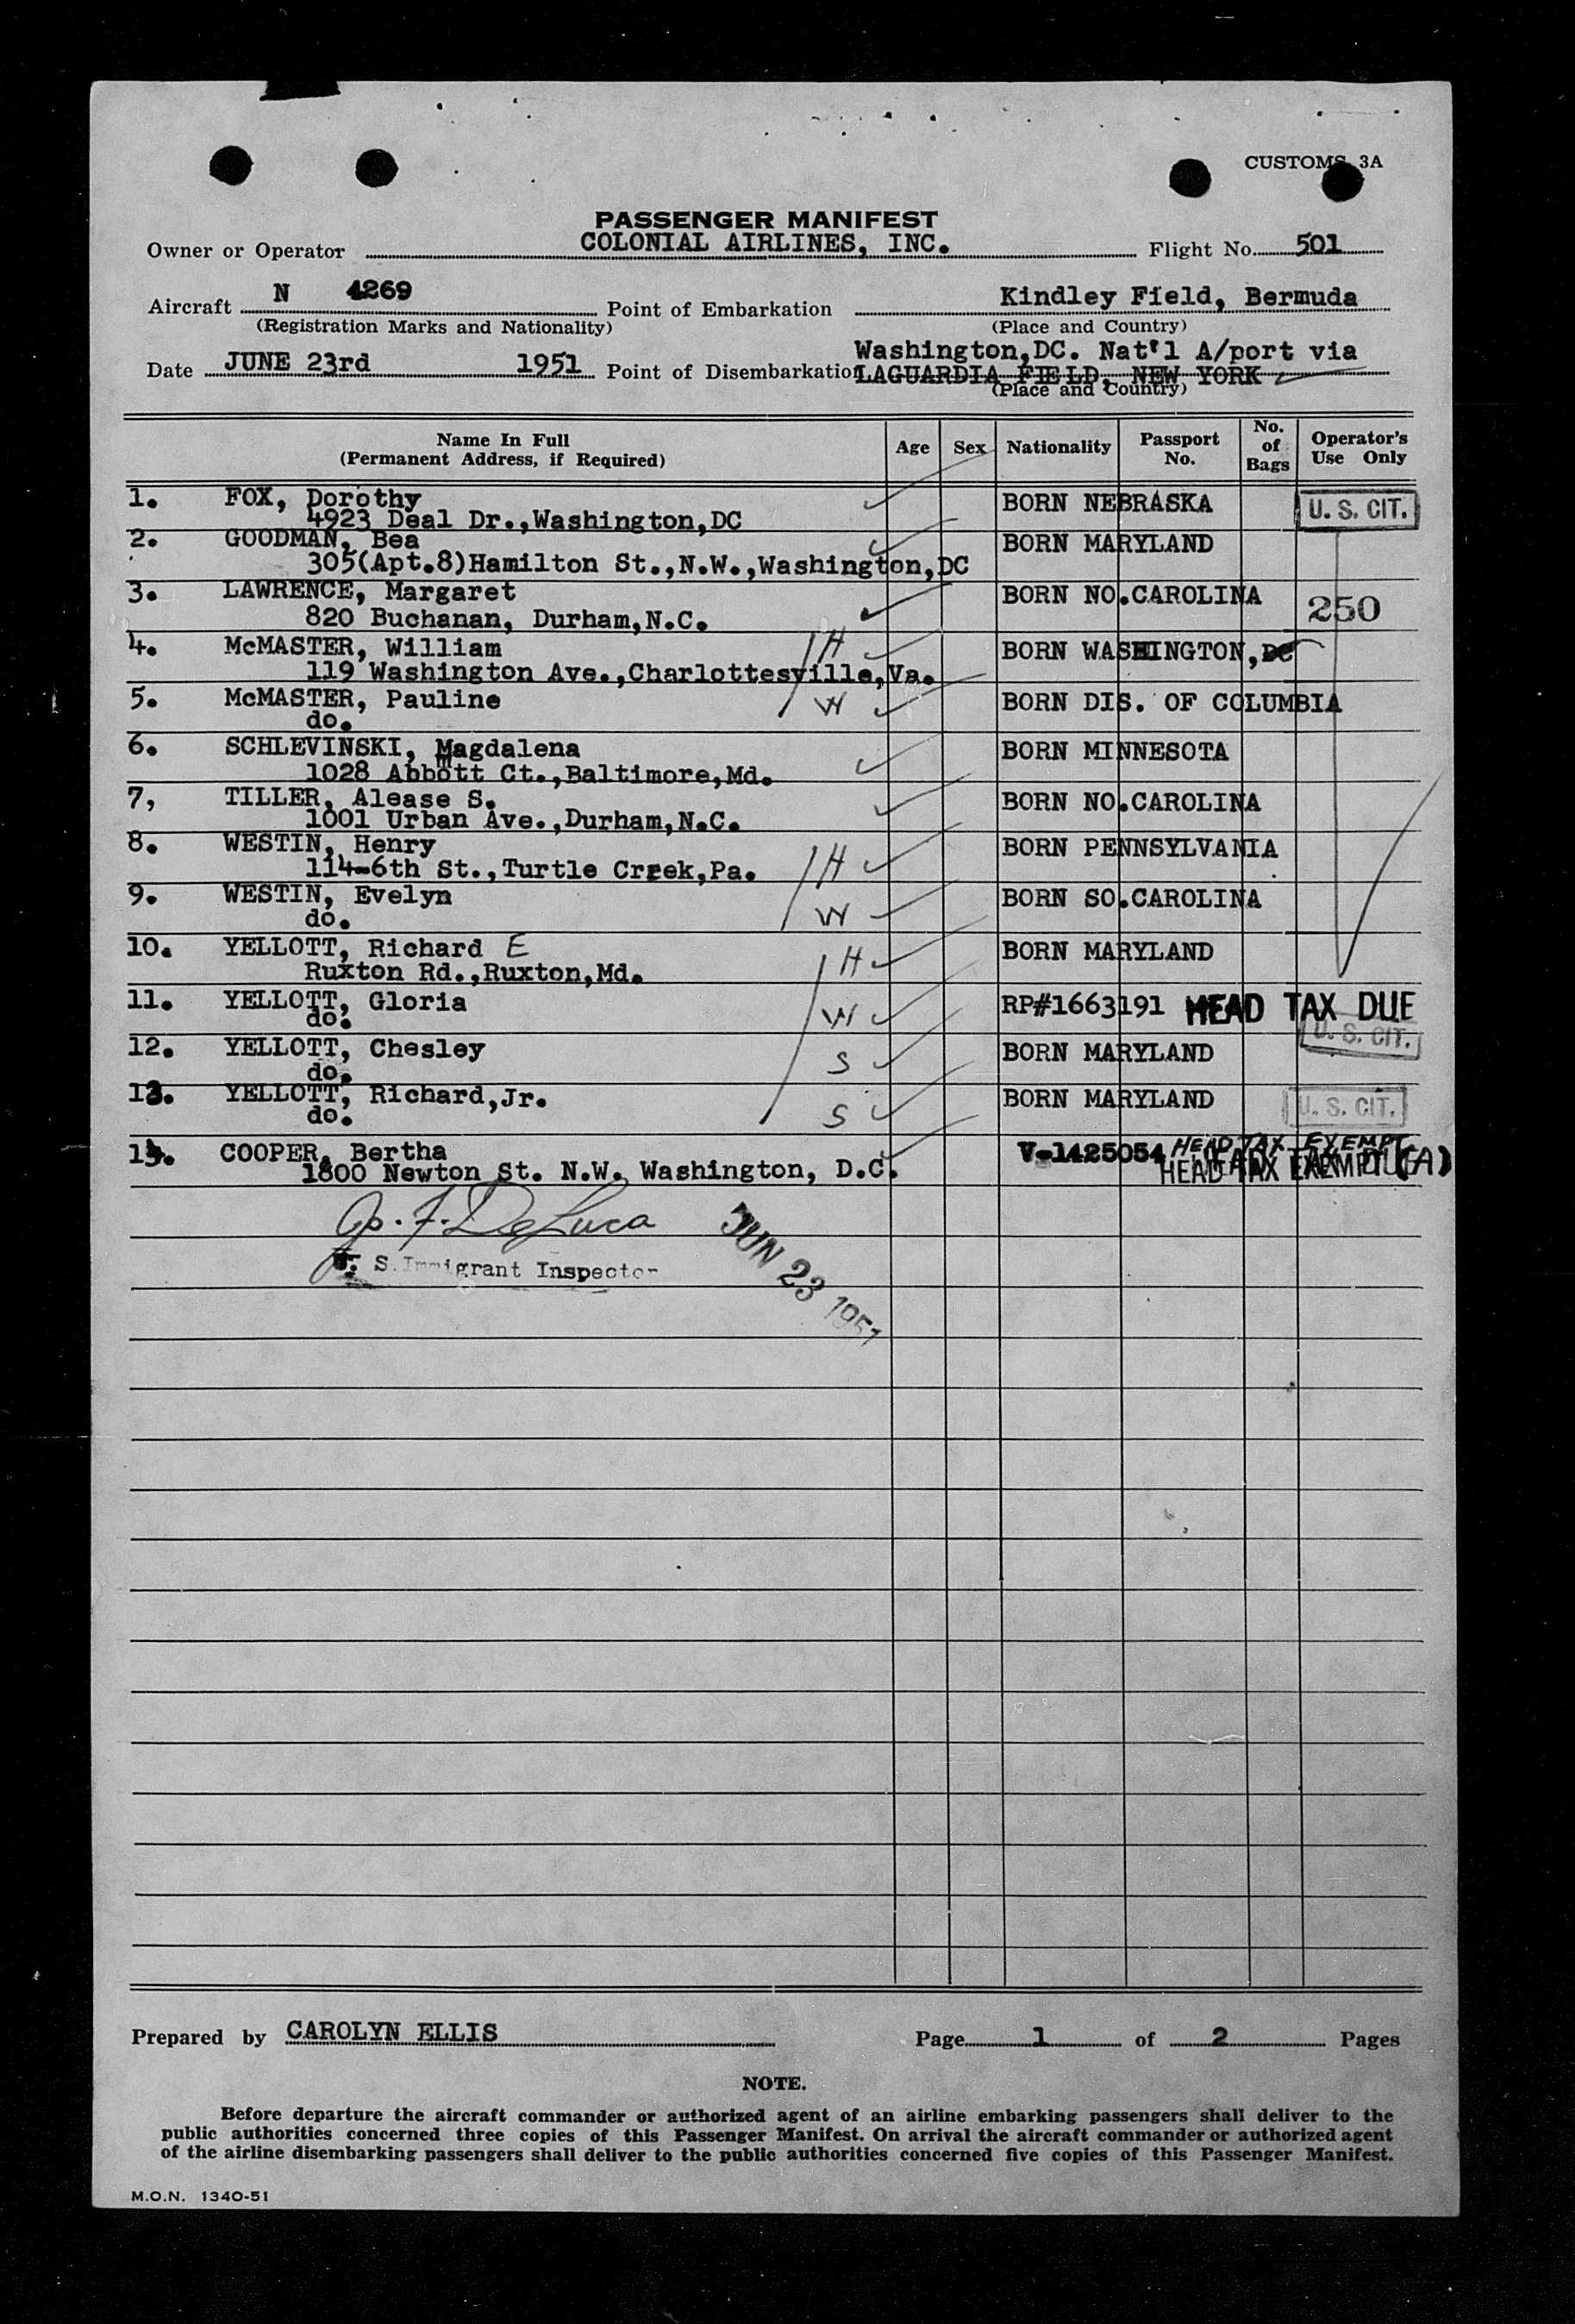 CUSTOMS 3A
PASSENGER MANIFEST
Owner or Operator COLONIAL AIRLINES, INC. Flight No. 501
Aircraft N 4269 Point of Embarkation Kindley Field, Bermuda
(Registration Marks and Nationality) (Place and Country)
Washington,DC. Nat'l A/port via
Date JUNE 23rd 1951 Point of Disembarkation LAGUARDIA FIELD, NEW YORK
(Place and Country)
Name In Full (Permanent Address, if Required) Age Sex Nationality Passport No. No. of Bags Operator's Use Only
1. FOX, Dorothy BORN NEBRASKA U. S. CIT.
4923 Deal Dr.,Washington,DC
2. GOODMAN, Bea BORN MARYLAND
305(Apt.8)Hamilton St.,N.W.,Washington,DC
3. LAWRENCE, Margaret BORN NO.CAROLINA 250
820 Buchanan, Durham,N.C.
4. McMASTER, William H BORN WASHINGTON,DC
119 Washington Ave.,Charlottesville,Va.
5. McMASTER, Pauline W BORN DIS. OF COLUMBIA
do.
6. SCHLEVINSKI, Magdalena BORN MINNESOTA
1028 Abbott Ct.,Baltimore,Md.
7, TILLER, Alease S. BORN NO.CAROLINA
1001 Urban Ave.,Durham,N.C.
8. WESTIN, Henry H BORN PENNSYLVANIA
114-6th St.,Turtle Creek,Pa.
9. WESTIN, Evelyn W BORN SO.CAROLINA
do.
10. YELLOTT, Richard E H BORN MARYLAND
Ruxton Rd.,Ruxton,Md.
11. YELLOTT, Gloria W RP#1663191 HEAD TAX DUE
do.
12. YELLOTT, Chesley S BORN MARYLAND U. S. CIT.
do.
13. YELLOTT, Richard,Jr. S BORN MARYLAND U. S. CIT.
do.
14. COOPER, Bertha V-1425054 HEAD TAX EXEMPT
1800 Newton St. N.W. Washington, D.C. HEAD TAX EXEMPT (A)
Jo. F. DeLuca
U. S. Immigrant Inspector
JUN 23 1951
Prepared by CAROLYN ELLIS Page 1 of 2 Pages
NOTE.
Before departure the aircraft commander or authorized agent of an airline embarking passengers shall deliver to the
public authorities concerned three copies of this Passenger Manifest. On arrival the aircraft commander or authorized agent
of the airline disembarking passengers shall deliver to the public authorities concerned five copies of this Passenger Manifest.
M.O.N. 1340-51